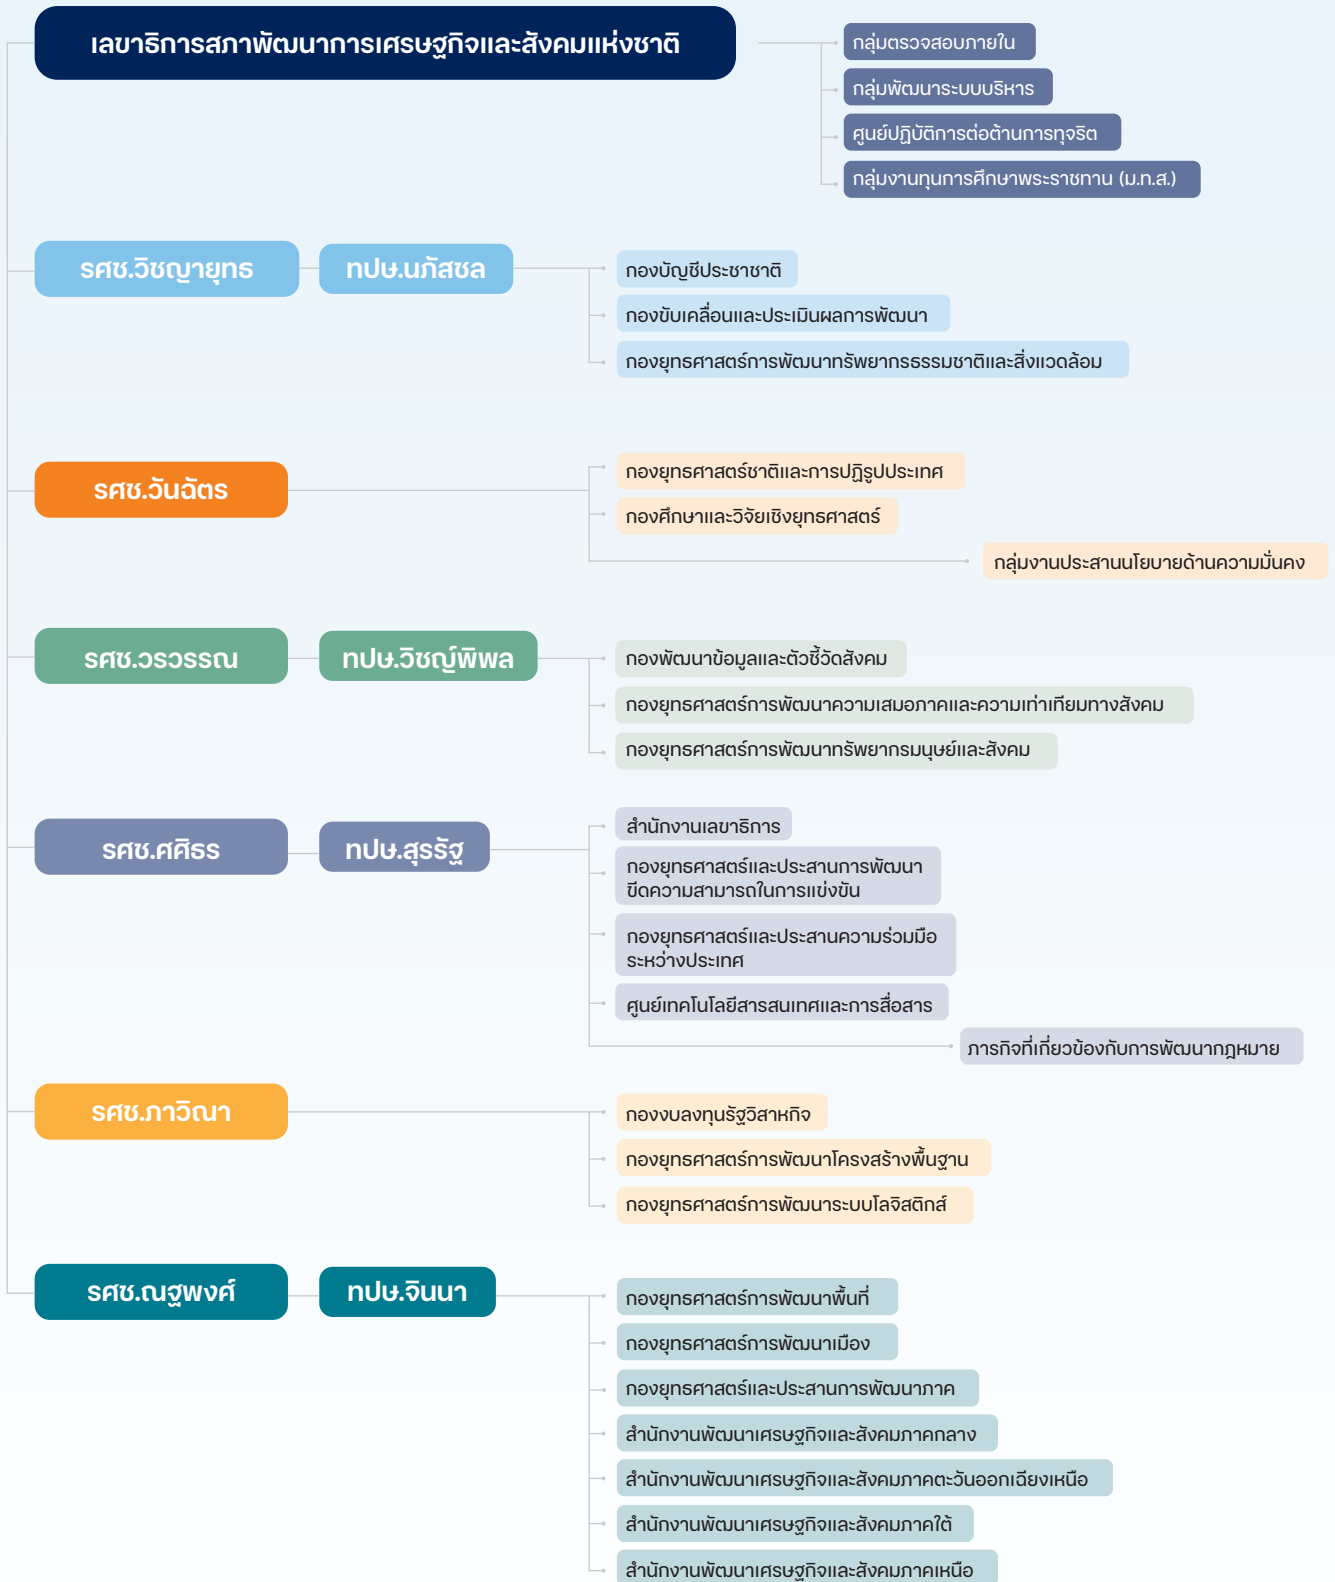 เลขาธิการสภาพัฒนาการเศรษฐกิจและสังคมแห่งชาติ
กลุ่มตรวจสอบภายใน
กลุ่มพัฒนาระบบบริหาร
ศูนย์ปฏิบัติการต่อต้านการทุจริต
กลุ่มงานทุนการศึกษาพระราชทาน (ม.ท.ส.)
รศช.วิชญายุทธ
ทปษ.นภัสชล
กองบัญชีประชาชาติ
กองขับเคลื่อนและประเมินผลการพัฒนา
กองยุทธศาสตร์การพัฒนาทรัพยากรธรรมชาติและสิ่งแวดล้อม
รศช.วันฉัตร
กองยุทธศาสตร์ชาติและการปฏิรูปประเทศ
กองศึกษาและวิจัยเชิงยุทธศาสตร์
กลุ่มงานประสานนโยบายด้านความมั่นคง
รศช.วรวรรณ
ทปษ.วิชญ์พิพล
กองพัฒนาข้อมูลและตัวชี้วัดสังคม
กองยุทธศาสตร์การพัฒนาความเสมอภาคและความเท่าเทียมทางสังคม
กองยุทธศาสตร์การพัฒนาทรัพยากรมนุษย์และสังคม
รศช.ศศิธร
ทปษ.สุรรัฐ
สำนักงานเลขาธิการ
กองยุทธศาสตร์และประสานการพัฒนา
ขีดความสามารถในการแข่งขัน
กองยุทธศาสตร์และประสานความร่วมมือ
ระหว่างประเทศ
ศูนย์เทคโนโลยีสารสนเทศและการสื่อสาร
ภารกิจที่เกี่ยวข้องกับการพัฒนากฎหมาย
รศช.ภาวิณา
กองงบลงทุนรัฐวิสาหกิจ
กองยุทธศาสตร์การพัฒนาโครงสร้างพื้นฐาน
กองยุทธศาสตร์การพัฒนาระบบโลจิสติกส์
รศช.ณฐพงศ์
ทปษ.จินนา
กองยุทธศาสตร์การพัฒนาพื้นที่
กองยุทธศาสตร์การพัฒนาเมือง
กองยุทธศาสตร์และประสานการพัฒนาภาค
สำนักงานพัฒนาเศรษฐกิจและสังคมภาคกลาง
สำนักงานพัฒนาเศรษฐกิจและสังคมภาคตะวันออกเฉียงเหนือ
สำนักงานพัฒนาเศรษฐกิจและสังคมภาคใต้
สำนักงานพัฒนาเศรษฐกิจและสังคมภาคเหนือ